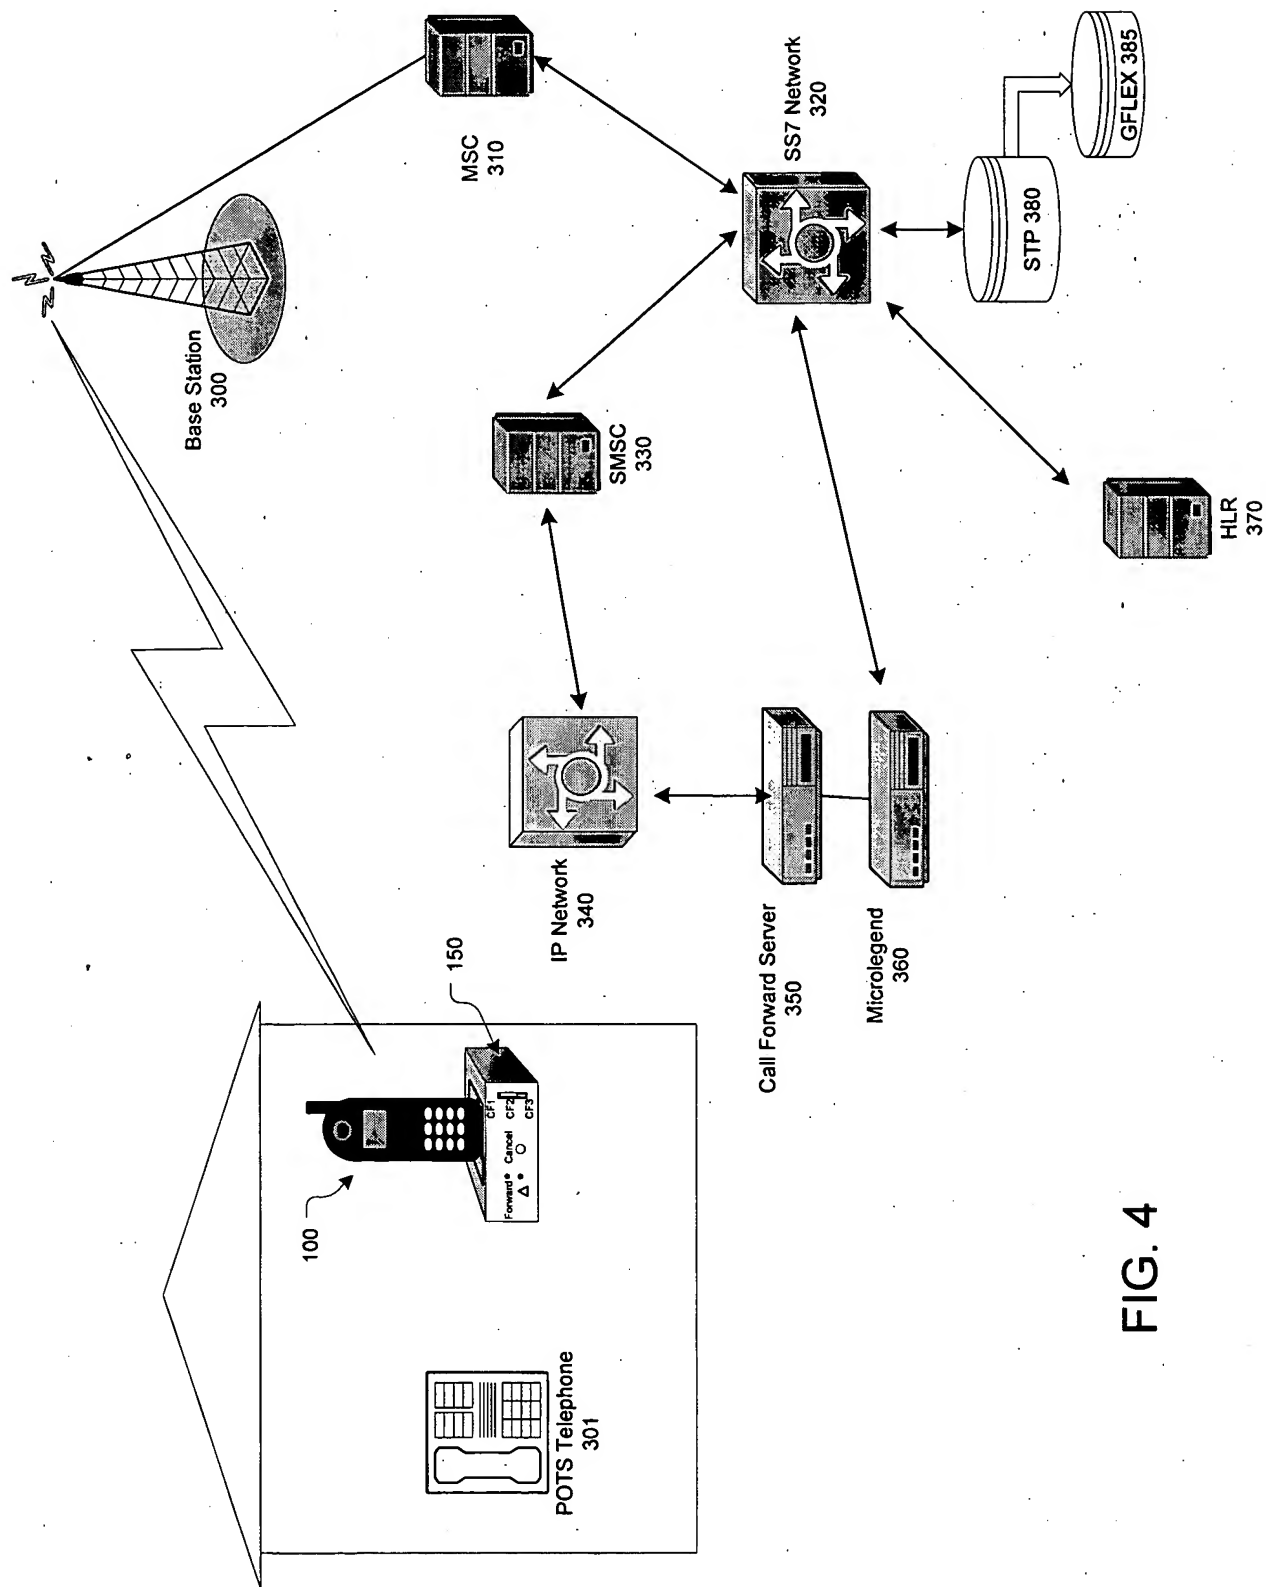 Base Station
300
MSC
310
SS7 Network
320
STP 380
GFLEX 385
SMSC
330
HLR
370
IP Network
340
Call Forward Server
350
Microlegend
360
150
100
Forward
Cancel
CF1
CF2
CF3
POTS Telephone
301
FIG. 4